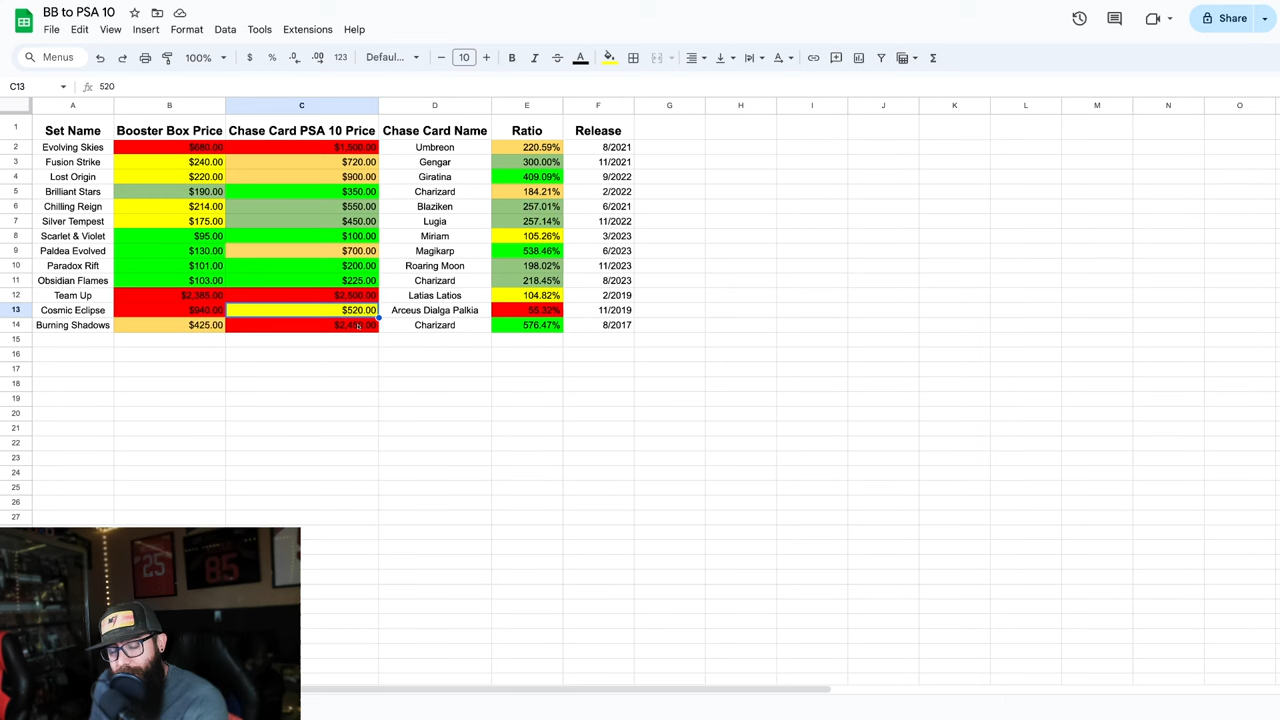 BB to PSA 10
File Edit View Insert Format Data Tools Extensions Help
Share
Menus 100% $ % .0 .00 123 Defaul... 10 B I A
C13 fx 520
A B C D E F G H I J K L M N O
1 Set Name Booster Box Price Chase Card PSA 10 Price Chase Card Name Ratio Release
2 Evolving Skies $680.00 $1,500.00 Umbreon 220.59% 8/2021
3 Fusion Strike $240.00 $720.00 Gengar 300.00% 11/2021
4 Lost Origin $220.00 $900.00 Giratina 409.09% 9/2022
5 Brilliant Stars $190.00 $350.00 Charizard 184.21% 2/2022
6 Chilling Reign $214.00 $550.00 Blaziken 257.01% 6/2021
7 Silver Tempest $175.00 $450.00 Lugia 257.14% 11/2022
8 Scarlet & Violet $95.00 $100.00 Miriam 105.26% 3/2023
9 Paldea Evolved $130.00 $700.00 Magikarp 538.46% 6/2023
10 Paradox Rift $101.00 $200.00 Roaring Moon 198.02% 11/2023
11 Obsidian Flames $103.00 $225.00 Charizard 218.45% 8/2023
12 Team Up $2,385.00 $2,500.00 Latias Latios 104.82% 2/2019
13 Cosmic Eclipse $940.00 $520.00 Arceus Dialga Palkia 55.32% 11/2019
14 Burning Shadows $425.00 Charizard 576.47% 8/2017
15
16
17
18
19
20
21
22
23
24
25
26
27
25 85